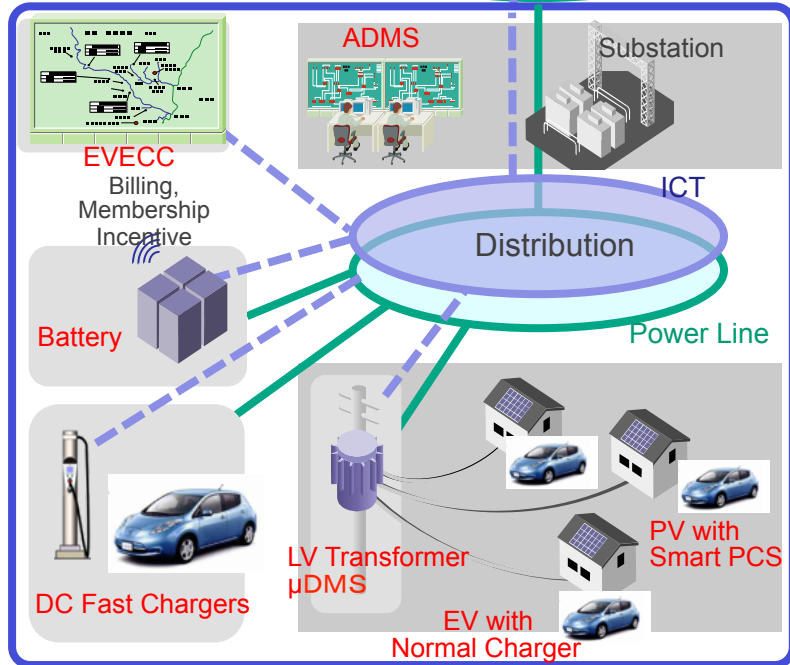 ADMS
Substation
EVECC
Billing,
Membership
Incentive
ICT
Distribution
Battery
Power Line
LV Transformer
μDMS
PV with
Smart PCS
DC Fast Chargers
EV with
Normal Charger